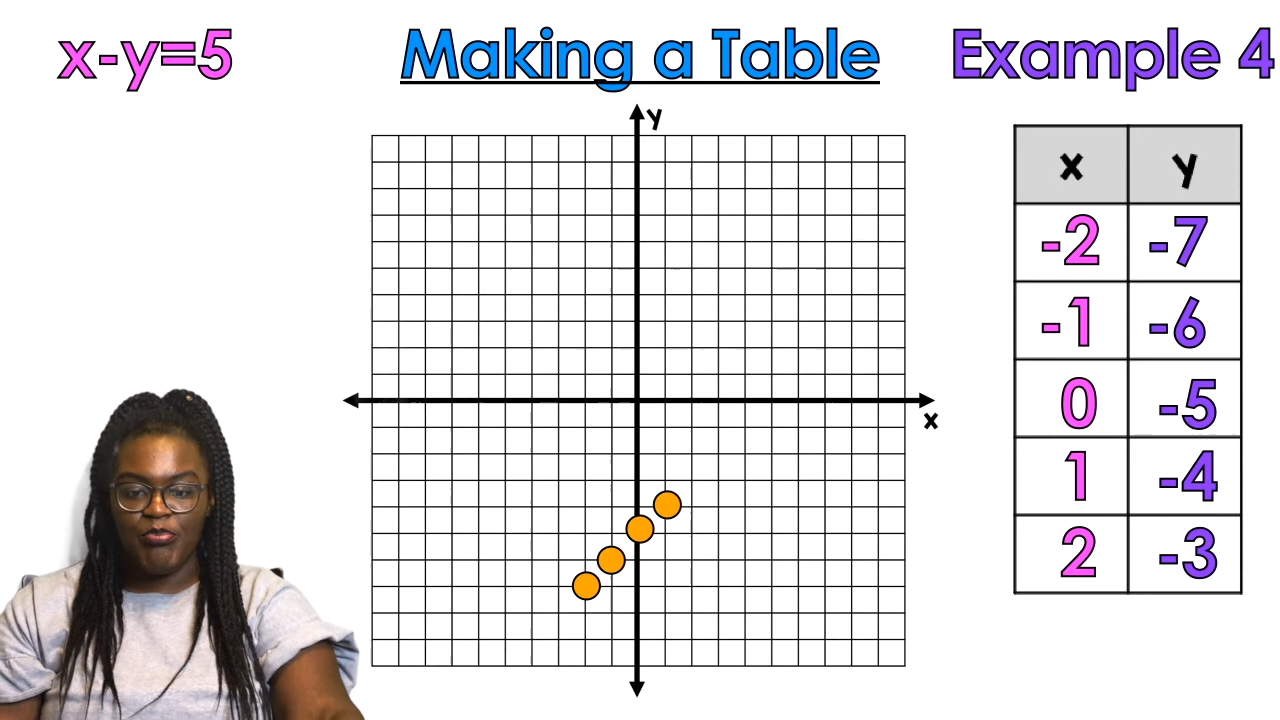 x-y=5
Making a Table
Example 4
y
x
x y
-2 -7
-1 -6
0 -5
1 -4
2 -3